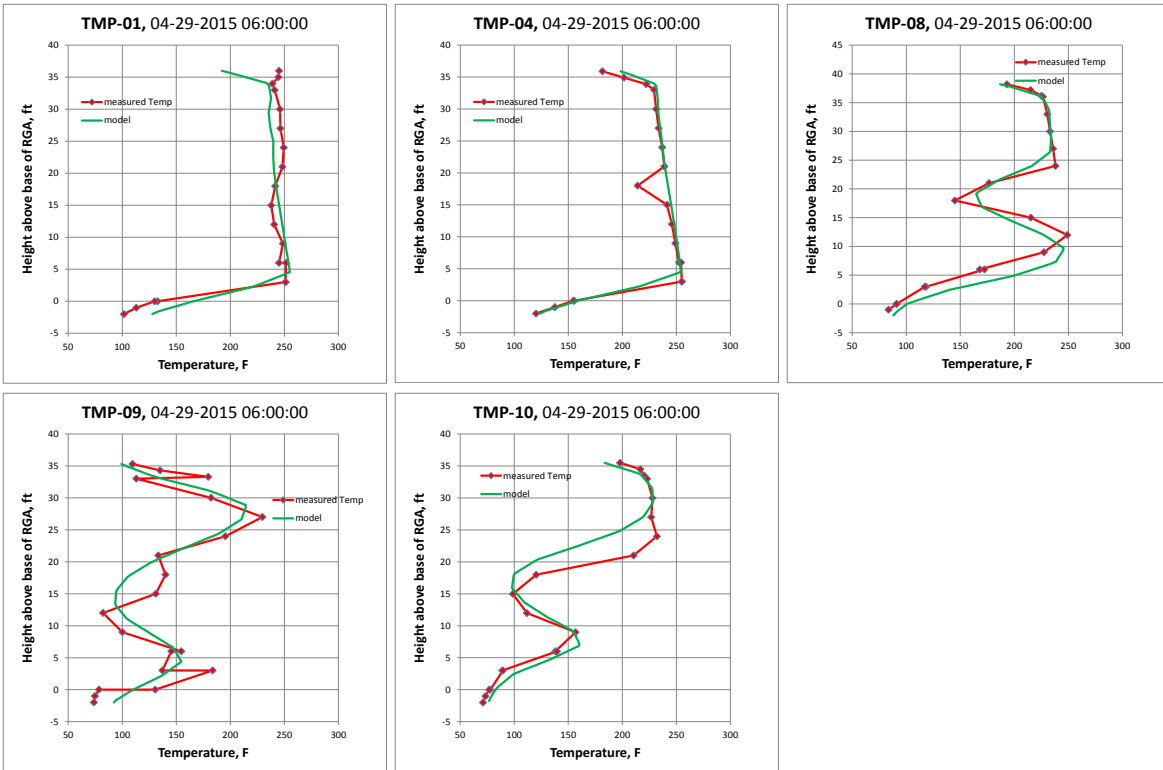 TMP-01, 04-29-2015 06:00:00
40
35
30
25
20
15
10
5
0
-5
50 100 150 200 250 300
Height above base of RGA, ft
Temperature, F
measured Temp
model
TMP-04, 04-29-2015 06:00:00
40
35
30
25
20
15
10
5
0
-5
50 100 150 200 250 300
Height above base of RGA, ft
Temperature, F
measured Temp
model
TMP-08, 04-29-2015 06:00:00
45
40
35
30
25
20
15
10
5
0
-5
50 100 150 200 250 300
Height above base of RGA, ft
Temperature, F
measured Temp
model
TMP-09, 04-29-2015 06:00:00
40
35
30
25
20
15
10
5
0
-5
50 100 150 200 250 300
Height above base of RGA, ft
Temperature, F
measured Temp
model
TMP-10, 04-29-2015 06:00:00
40
35
30
25
20
15
10
5
0
-5
50 100 150 200 250 300
Height above base of RGA, ft
Temperature, F
measured Temp
model